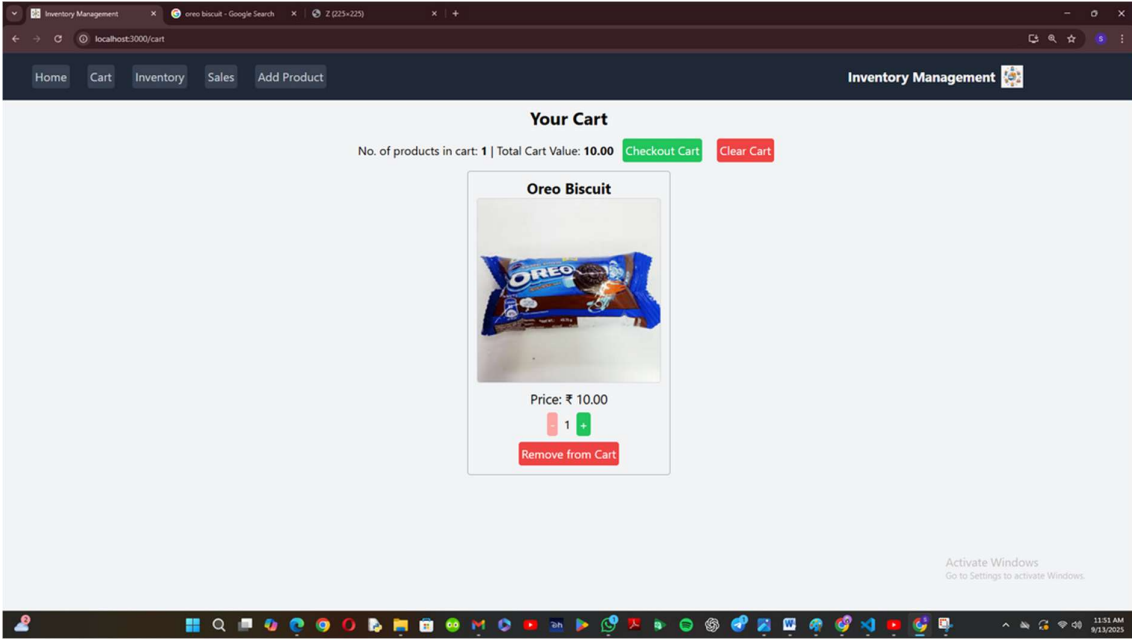 Inventory Management
oreo biscuit - Google Search
Z (225×225)
localhost:3000/cart
S
Home
Cart
Inventory
Sales
Add Product
Inventory Management
Your Cart
No. of products in cart: 1 | Total Cart Value: 10.00
Checkout Cart
Clear Cart
Oreo Biscuit
OREO
Price: ₹ 10.00
- 1 +
Remove from Cart
Activate Windows
Go to Settings to activate Windows.
11:51 AM
9/13/2025